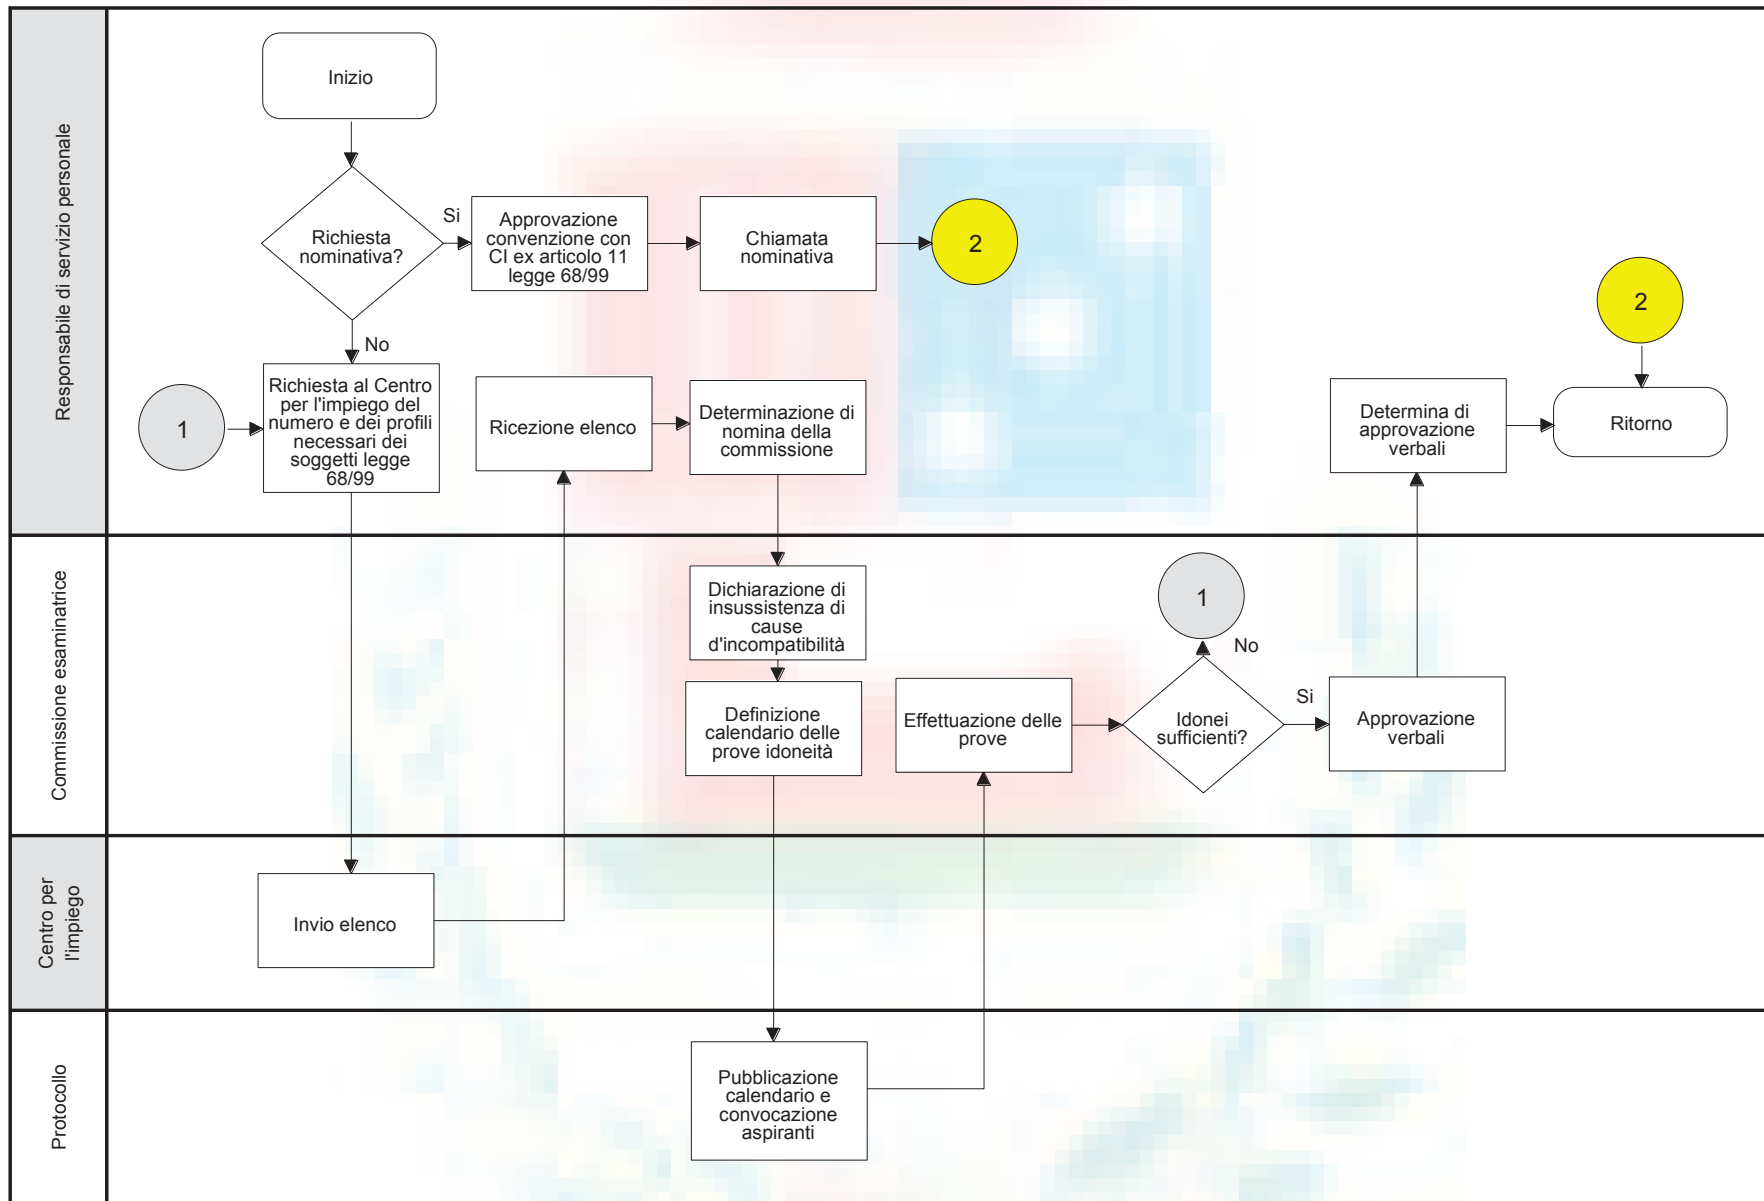 Responsabile di servizio personale
Inizio
Richiesta
nominativa?
Si
No
Approvazione
convenzione con
CI ex articolo 11
legge 68/99
Chiamata
nominativa
2
1
Richiesta al Centro
per l'impiego del
numero e dei profili
necessari dei
soggetti legge
68/99
Ricezione elenco
Determinazione di
nomina della
commissione
Determina di
approvazione
verbali
2
Ritorno
Commissione esaminatrice
Dichiarazione di
insussistenza di
cause
d'incompatibilità
Definizione
calendario delle
prove idoneità
Effettuazione delle
prove
1
No
Idonei
sufficienti?
Si
Approvazione
verbali
Centro per
l'impiego
Invio elenco
Protocollo
Pubblicazione
calendario e
convocazione
aspiranti